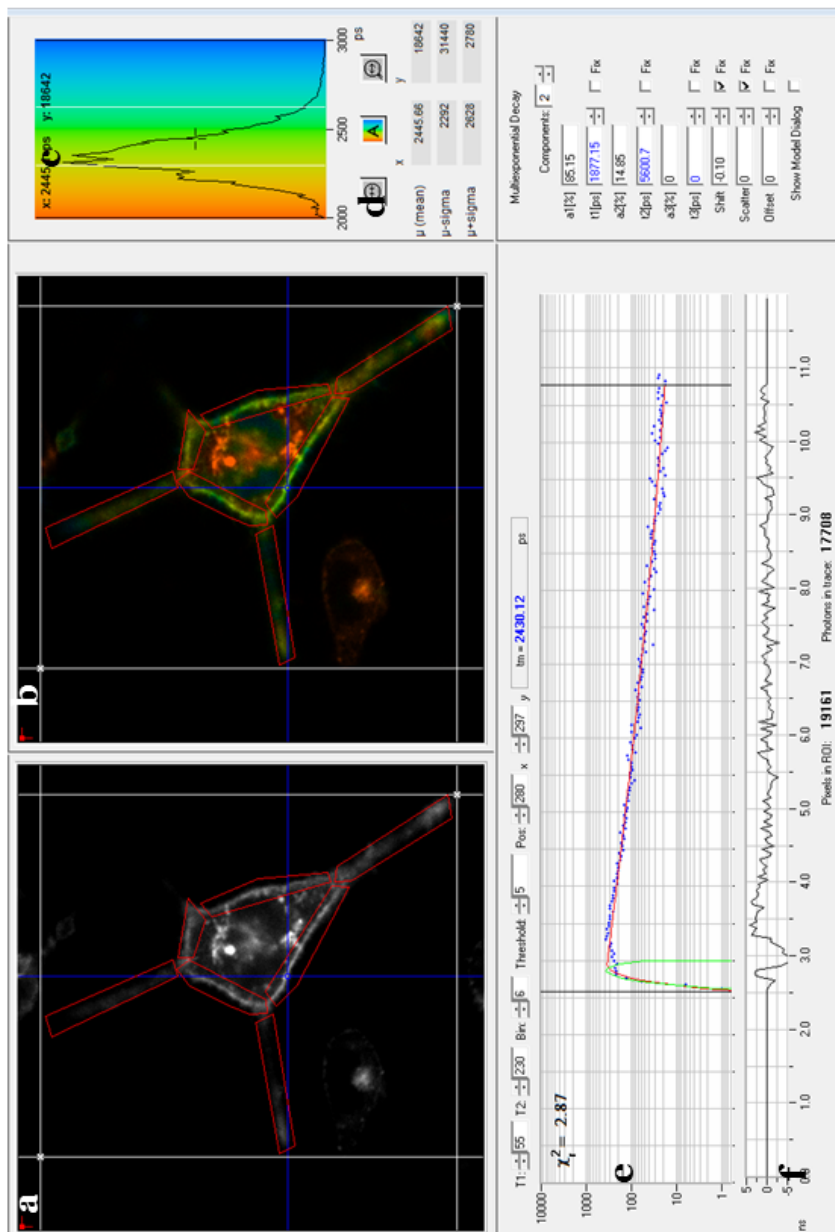 a
b
x: 2445 ps y: 18642
c
2000 2500 3000
ps
d
A
x y
µ (mean) 2445.66 18642
µ-sigma 2292 31440
µ+sigma 2628 2780
T1: 55 T2: 230 Bin: 6 Threshold: 5 Pos: 280 x 297 y tm = 2430.12 ps
χr² = 2.87
e
10000
1000
100
10
1
5
0
-5
f
0.0 2.0 3.0 4.0 5.0 6.0 7.0 8.0 9.0 10.0 11.0
ns
Pixels in ROI: 19161 Photons in trace: 17708
Multiexponential Decay
Components: 2
a1[%] 85.15
t1[ps] 1877.15 Fix
a2[%] 14.85
t2[ps] 5600.7 Fix
a3[%] 0
t3[ps] 0 Fix
Shift -0.10 Fix
Scatter 0 Fix
Offset 0 Fix
Show Model Dialog